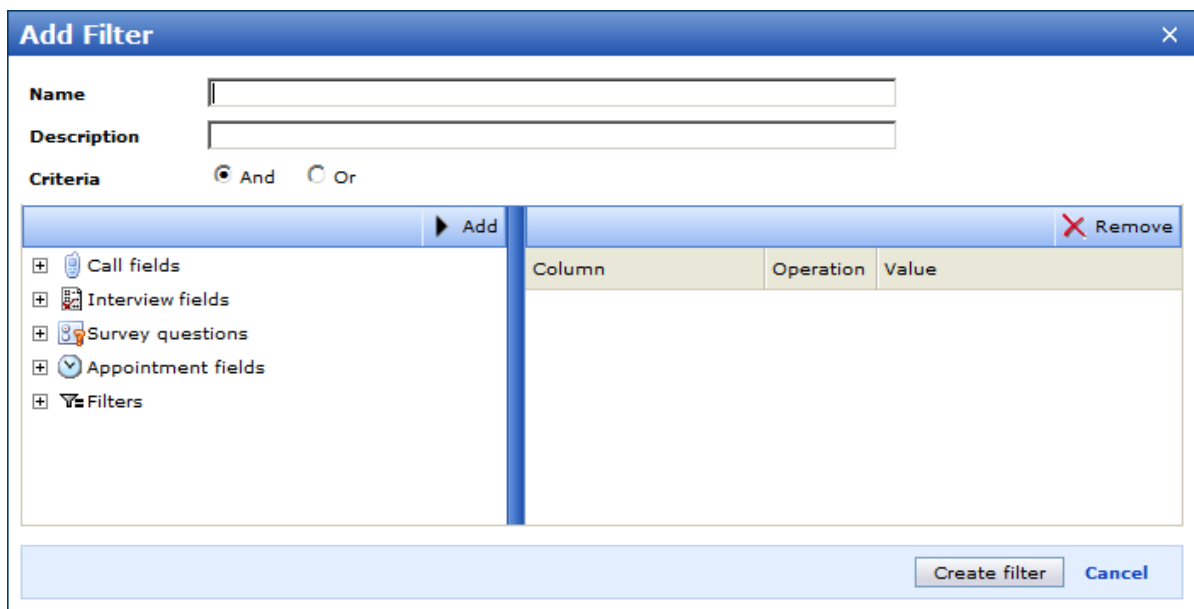 Add Filter
Name
Description
Criteria And Or
Add Remove
Call fields
Interview fields
Survey questions
Appointment fields
Filters
Column Operation Value
Create filter Cancel